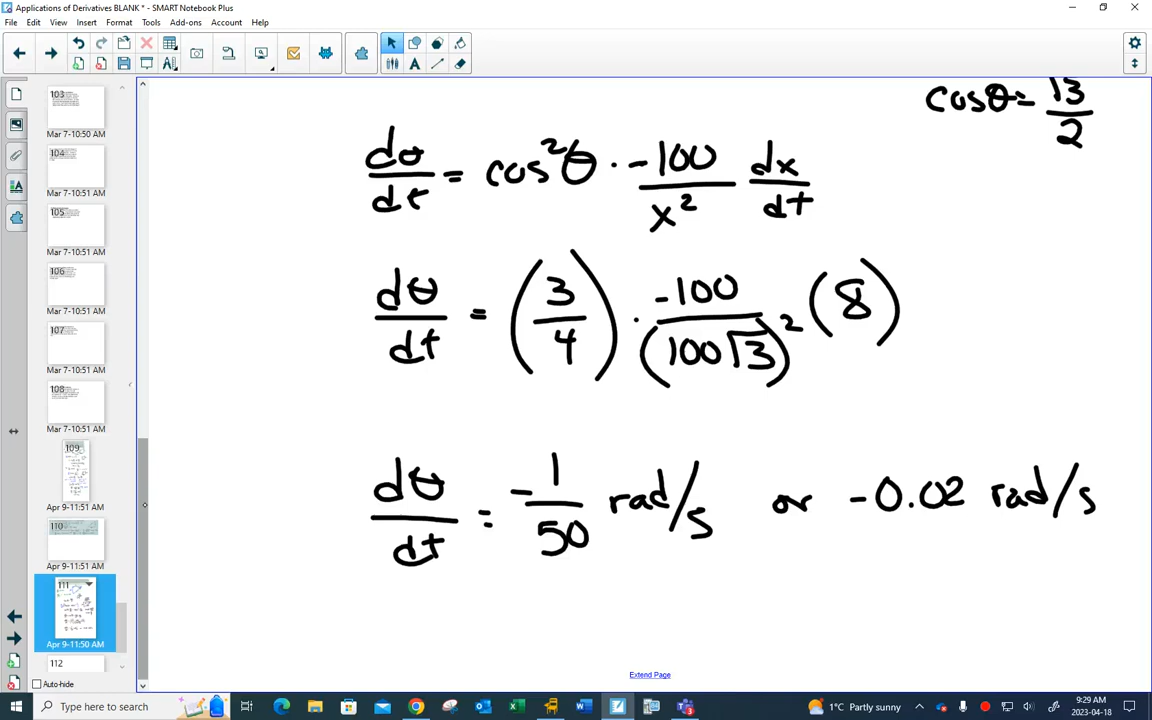 Applications of Derivatives BLANK * - SMART Notebook Plus
File Edit View Insert Format Tools Add-ons Account Help
103
Mar 7-10:50 AM
104
Mar 7-10:51 AM
105
Mar 7-10:51 AM
106
Mar 7-10:51 AM
107
Mar 7-10:51 AM
108
Mar 7-10:51 AM
109
Apr 9-11:51 AM
110
Apr 9-11:51 AM
111
Apr 9-11:50 AM
112
Auto-hide
cosθ = √3/2
dθ/dt = cos²θ · -100/x² dx/dt
dθ/dt = (3/4) · -100/(100√3)² (8)
dθ/dt = -1/50 rad/s or -0.02 rad/s
Extend Page
Type here to search
1°C Partly sunny
9:29 AM
2023-04-18